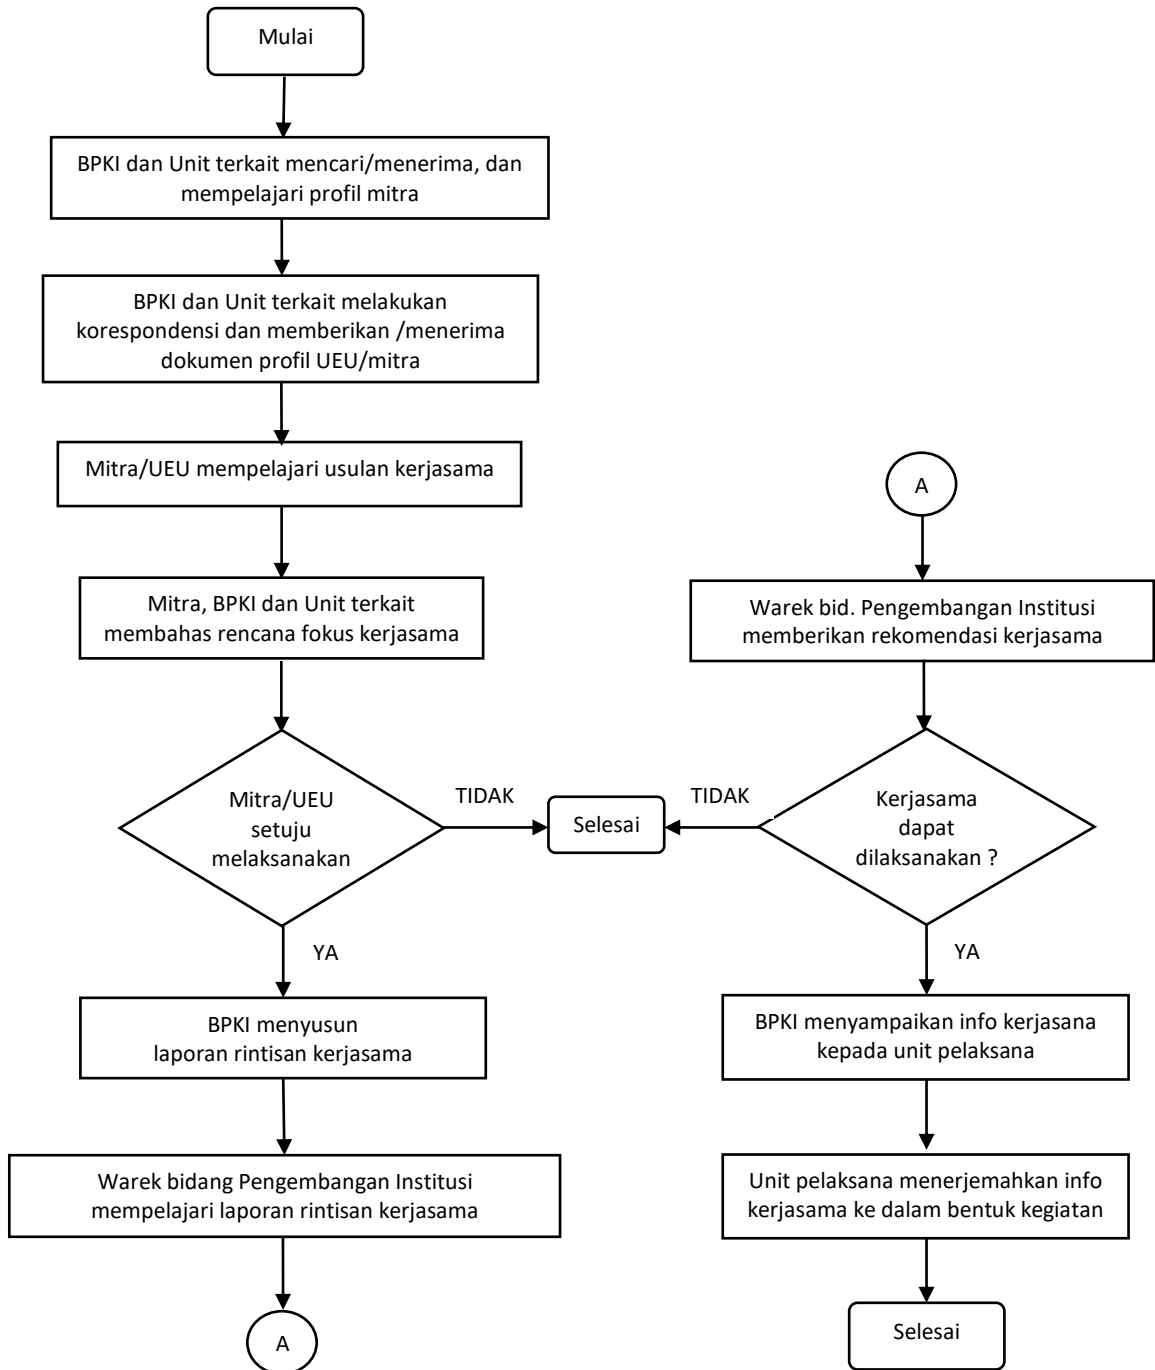 Mulai
BPKI dan Unit terkait mencari/menerima, dan
mempelajari profil mitra
BPKI dan Unit terkait melakukan
korespondensi dan memberikan /menerima
dokumen profil UEU/mitra
Mitra/UEU mempelajari usulan kerjasama
Mitra, BPKI dan Unit terkait
membahas rencana fokus kerjasama
Mitra/UEU
setuju
melaksanakan
TIDAK
Selesai
YA
BPKI menyusun
laporan rintisan kerjasama
Warek bidang Pengembangan Institusi
mempelajari laporan rintisan kerjasama
A
A
Warek bid. Pengembangan Institusi
memberikan rekomendasi kerjasama
Kerjasama
dapat
dilaksanakan ?
TIDAK
YA
BPKI menyampaikan info kerjasana
kepada unit pelaksana
Unit pelaksana menerjemahkan info
kerjasama ke dalam bentuk kegiatan
Selesai